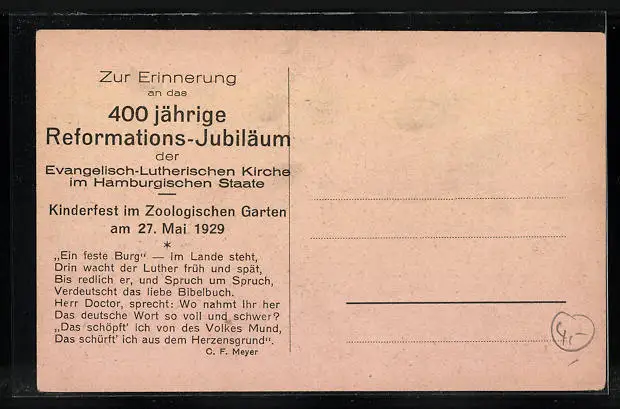 Zur Erinnerung
an das
400 jährige
Reformations-Jubiläum
der
Evangelisch-Lutherischen Kirche
im Hamburgischen Staate
Kinderfest im Zoologischen Garten
am 27. Mai 1929
*
„Ein feste Burg“ — im Lande steht,
Drin wacht der Luther früh und spät,
Bis redlich er, und Spruch um Spruch,
Verdeutscht das liebe Bibelbuch.
Herr Doctor, sprecht: Wo nahmt Ihr her
Das deutsche Wort so voll und schwer?
„Das schöpft’ ich von des Volkes Mund,
Das schürft’ ich aus dem Herzensgrund“.
C. F. Meyer
4,-